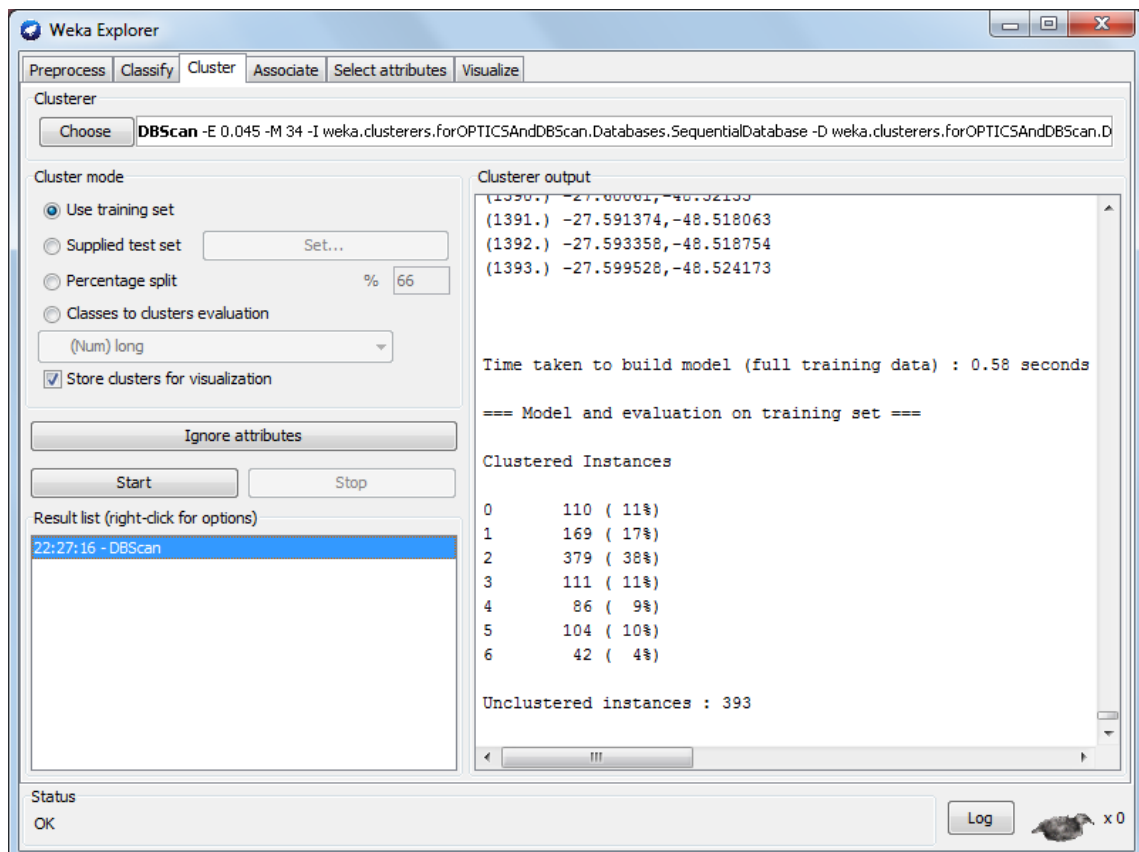 Weka Explorer
Preprocess Classify Cluster Associate Select attributes Visualize
Clusterer
Choose DBScan -E 0.045 -M 34 -I weka.clusterers.forOPTICSAndDBScan.Databases.SequentialDatabase -D weka.clusterers.forOPTICSAndDBScan.D
Cluster mode
Use training set
Supplied test set Set...
Percentage split % 66
Classes to clusters evaluation
(Num) long
Store clusters for visualization
Ignore attributes
Start Stop
Result list (right-click for options)
22:27:16 - DBScan
Clusterer output
(1391.) -27.591374,-48.518063
(1392.) -27.593358,-48.518754
(1393.) -27.599528,-48.524173
Time taken to build model (full training data) : 0.58 seconds
=== Model and evaluation on training set ===
Clustered Instances
0 110 ( 11%)
1 169 ( 17%)
2 379 ( 38%)
3 111 ( 11%)
4 86 ( 9%)
5 104 ( 10%)
6 42 ( 4%)
Unclustered instances : 393
Status
OK
Log x 0